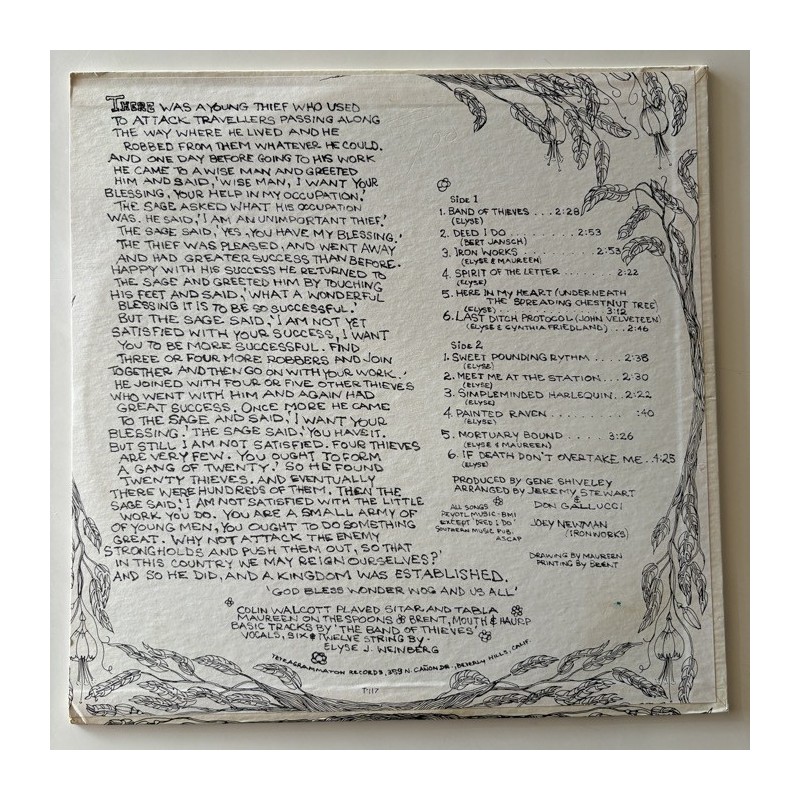 THERE WAS A YOUNG THIEF WHO USED
TO ATTACK TRAVELLERS PASSING ALONG
THE WAY WHERE HE LIVED AND HE
ROBBED FROM THEM WHATEVER HE COULD.
AND ONE DAY BEFORE GOING TO HIS WORK
HE CAME TO A WISE MAN AND GREETED
HIM AND SAID, 'WISE MAN, I WANT YOUR
BLESSING, YOUR HELP IN MY OCCUPATION.'
THE SAGE ASKED WHAT HIS OCCUPATION
WAS. HE SAID, 'I AM AN UNIMPORTANT THIEF.'
THE SAGE SAID, 'YES, YOU HAVE MY BLESSING.'
THE THIEF WAS PLEASED, AND WENT AWAY
AND HAD GREATER SUCCESS THAN BEFORE.
HAPPY WITH HIS SUCCESS HE RETURNED TO
THE SAGE AND GREETED HIM BY TOUCHING
HIS FEET AND SAID, 'WHAT A WONDERFUL
BLESSING IT IS TO BE SO SUCCESSFUL.'
BUT THE SAGE SAID, 'I AM NOT YET
SATISFIED WITH YOUR SUCCESS, I WANT
YOU TO BE MORE SUCCESSFUL. FIND
THREE OR FOUR MORE ROBBERS AND JOIN
TOGETHER AND THEN GO ON WITH YOUR WORK.'
HE JOINED WITH FOUR OR FIVE OTHER THIEVES
WHO WENT WITH HIM AND AGAIN HAD
GREAT SUCCESS. ONCE MORE HE CAME
TO THE SAGE AND SAID, 'I WANT YOUR
BLESSING.' THE SAGE SAID, 'YOU HAVE IT.
BUT STILL I AM NOT SATISFIED. FOUR THIEVES
ARE VERY FEW. YOU OUGHT TO FORM
A GANG OF TWENTY.' SO HE FOUND
TWENTY THIEVES. AND EVENTUALLY
THERE WERE HUNDREDS OF THEM. THEN THE
SAGE SAID, 'I AM NOT SATISFIED WITH THE LITTLE
WORK YOU DO. YOU ARE A SMALL ARMY OF
OF YOUNG MEN, YOU OUGHT TO DO SOMETHING
GREAT. WHY NOT ATTACK THE ENEMY
STRONGHOLDS AND PUSH THEM OUT, SO THAT
IN THIS COUNTRY WE MAY REIGN OURSELVES?'
AND SO HE DID, AND A KINGDOM WAS ESTABLISHED.
'GOD BLESS WONDER WOG AND US ALL'
COLIN WALCOTT PLAYED SITAR AND TABLA
MAUREEN ON THE SPOONS & BRENT, MOUTH & HAURP
BASIC TRACKS BY 'THE BAND OF THIEVES'
VOCALS, SIX & TWELVE STRING BY -
ELYSE J. WEINBERG
TETRAGRAMMATON RECORDS, 359 N. CAÑON DR., BEVERLY HILLS, CALIF.
T-117
SIDE 1
1. BAND OF THIEVES . . . 2:28
(ELYSE)
2. DEED I DO . . . . . . . . 2:53
(BERT JANSCH)
3. IRON WORKS . . . . . . . 2:53
(ELYSE & MAUREEN)
4. SPIRIT OF THE LETTER . . . . . . 2:22
(ELYSE)
5. HERE IN MY HEART (UNDERNEATH
THE SPREADING CHESTNUT TREE)
(ELYSE) . . . . . . . . 3:12
6. LAST DITCH PROTOCOL (JOHN VELVETEEN)
(ELYSE & CYNTHIA FRIEDLAND) . . . 2:46
SIDE 2
1. SWEET POUNDING RYTHM . . . . 2:38
(ELYSE)
2. MEET ME AT THE STATION . . . 2:30
(ELYSE)
3. SIMPLEMINDED HARLEQUIN . . 2:22
(ELYSE)
4. PAINTED RAVEN . . . . . . . :40
(ELYSE)
5. MORTUARY BOUND . . . . . 3:26
(ELYSE & MAUREEN)
6. IF DEATH DON'T OVERTAKE ME . . 4:25
(ELYSE)
PRODUCED BY GENE SHIVELEY
ARRANGED BY JEREMY STEWART
&
DON GALLUCCI
ALL SONGS
REVOTL MUSIC - BMI
EXCEPT 'DEED I DO'
SOUTHERN MUSIC PUB.
ASCAP
JOEY NEWMAN
(IRONWORKS)
DRAWING BY MAUREEN
PRINTING BY BRENT